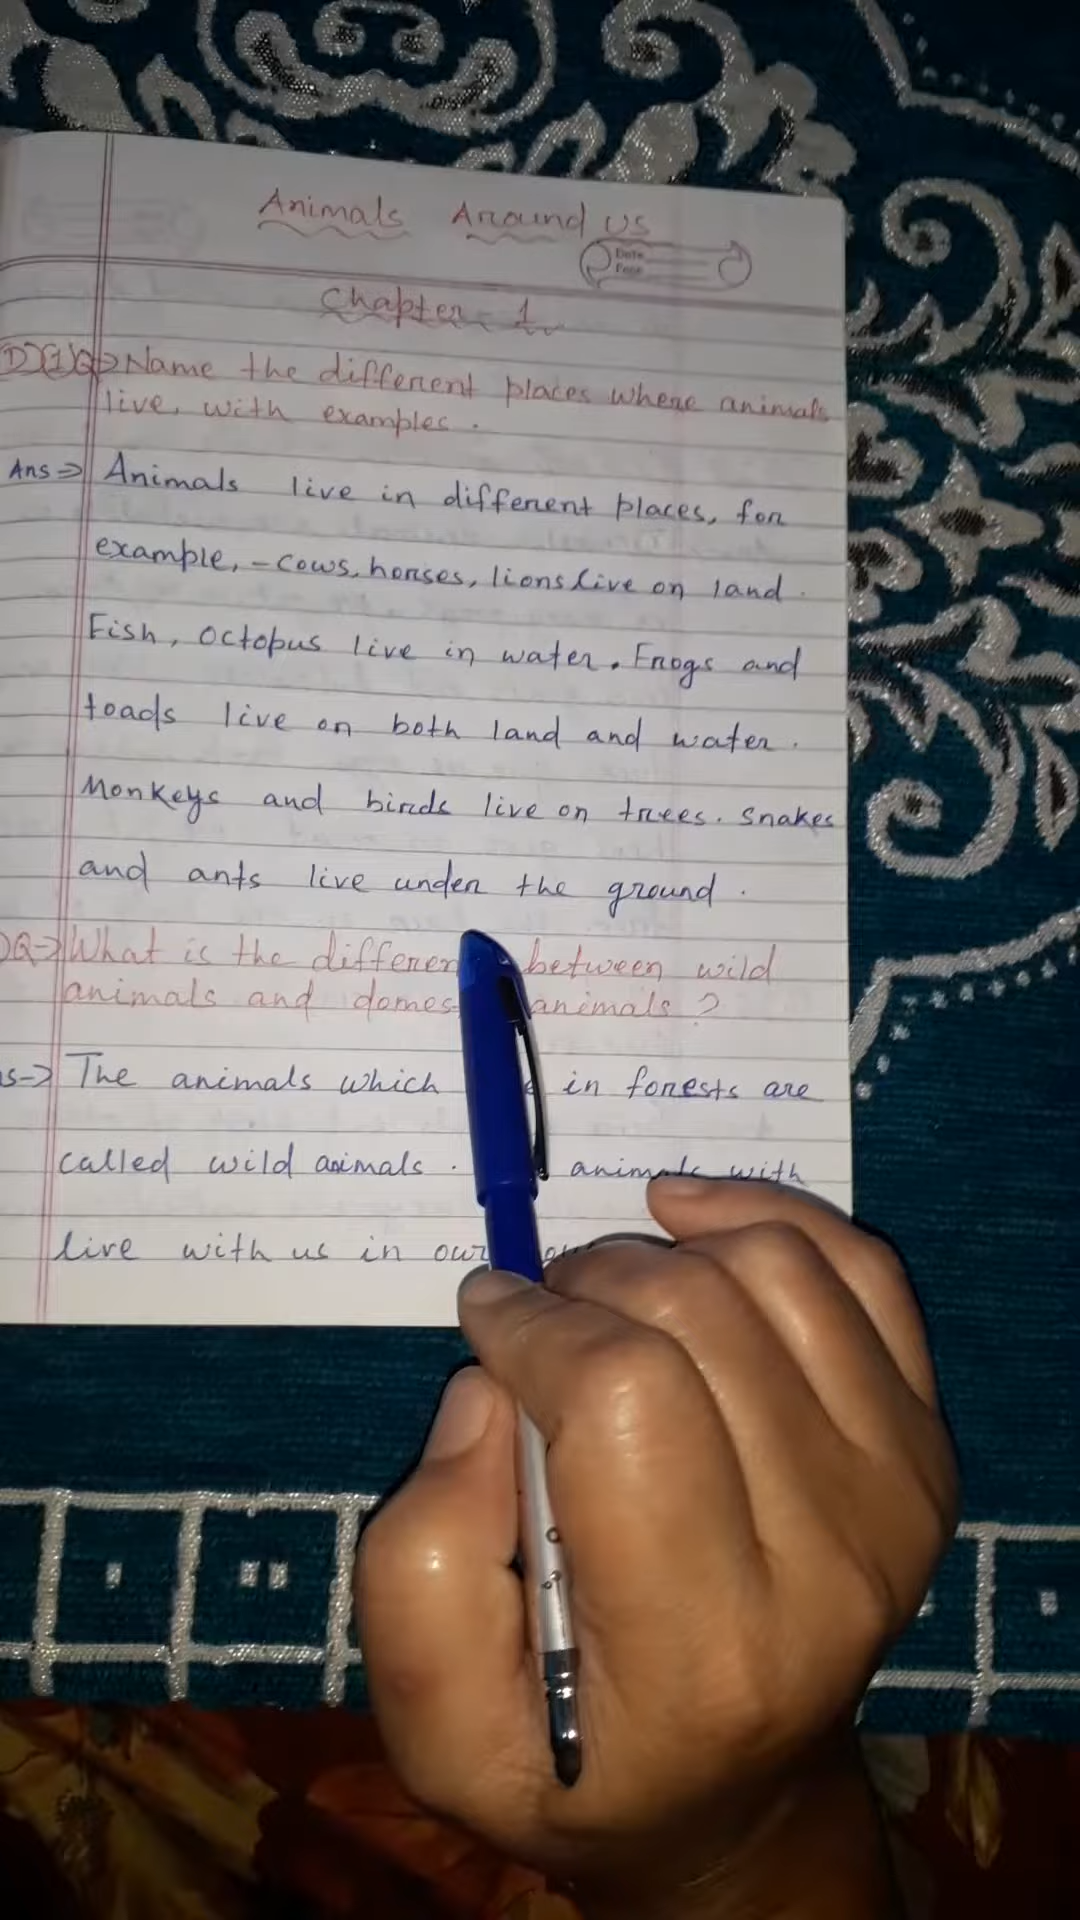 Animals Around us
Date
Page
Chapter - 1
D) (1) Q→ Name the different places where animals
live, with examples.
Ans ⇒ Animals live in different places, for
example, - cows, horses, lions live on land.
Fish, octopus live in water. Frogs and
toads live on both land and water.
Monkeys and birds live on trees. Snakes
and ants live under the ground.
Q→ What is the differen between wild
animals and domes animals ?
s→ The animals which in forests are
called wild animals. animals with
live with us in our